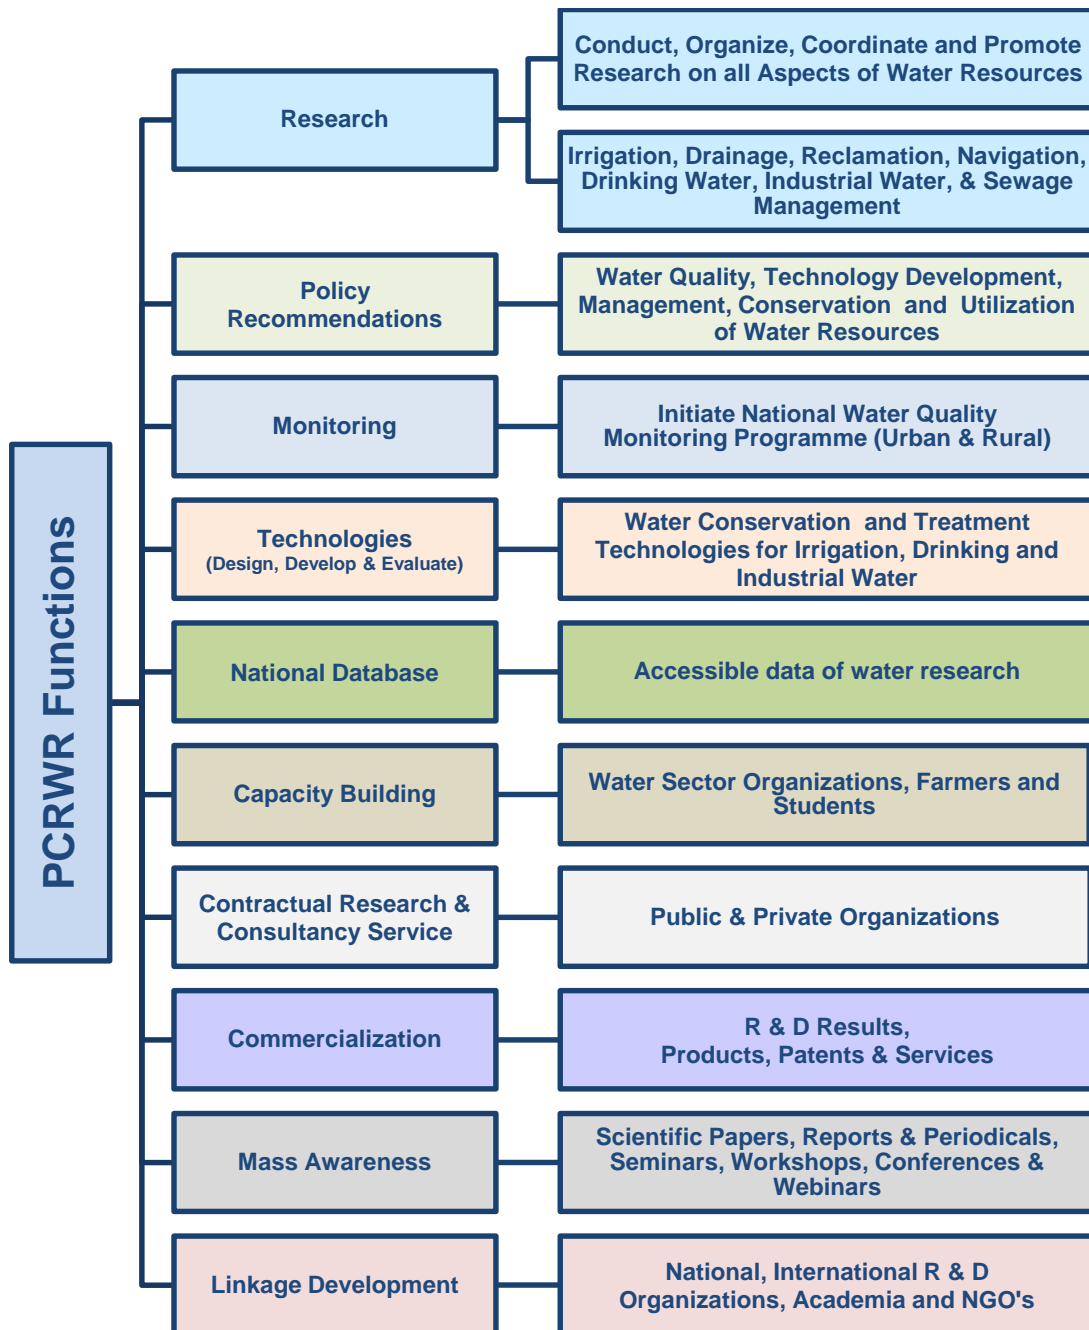 PCRWR Functions
Research
Conduct, Organize, Coordinate and Promote
Research on all Aspects of Water Resources
Irrigation, Drainage, Reclamation, Navigation,
Drinking Water, Industrial Water, & Sewage
Management
Policy
Recommendations
Water Quality, Technology Development,
Management, Conservation and Utilization
of Water Resources
Monitoring
Initiate National Water Quality
Monitoring Programme (Urban & Rural)
Technologies
(Design, Develop & Evaluate)
Water Conservation and Treatment
Technologies for Irrigation, Drinking and
Industrial Water
National Database
Accessible data of water research
Capacity Building
Water Sector Organizations, Farmers and
Students
Contractual Research &
Consultancy Service
Public & Private Organizations
Commercialization
R & D Results,
Products, Patents & Services
Mass Awareness
Scientific Papers, Reports & Periodicals,
Seminars, Workshops, Conferences &
Webinars
Linkage Development
National, International R & D
Organizations, Academia and NGO's